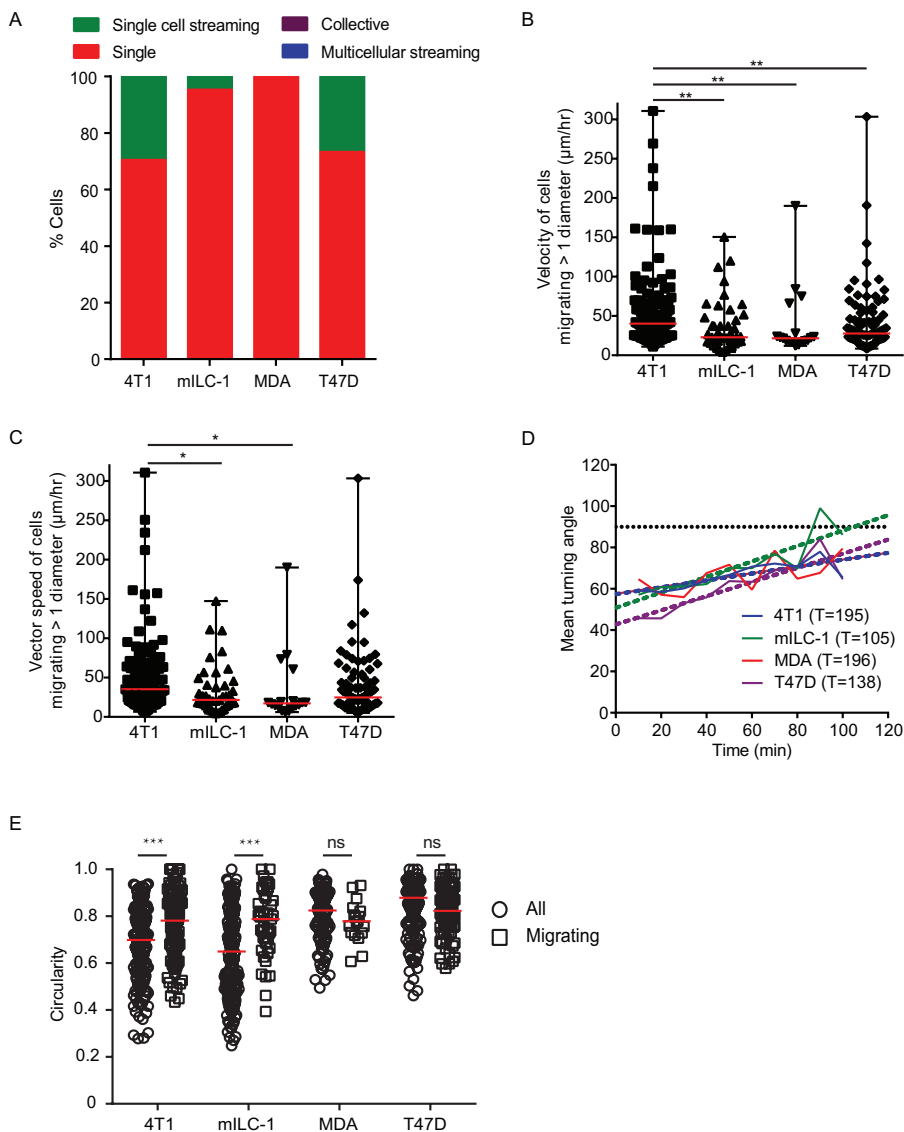 A
Single cell streaming
Collective
Single
Multicellular streaming
% Cells
100
80
60
40
20
0
4T1
mILC-1
MDA
T47D
B
**
**
**
Velocity of cells
migrating > 1 diameter (µm/hr)
300
250
200
150
100
50
0
4T1
mILC-1
MDA
T47D
C
*
*
Vector speed of cells
migrating > 1 diameter (µm/hr)
300
250
200
150
100
50
0
4T1
mILC-1
MDA
T47D
D
Mean turning angle
120
100
80
60
40
20
0
4T1 (T=195)
mILC-1 (T=105)
MDA (T=196)
T47D (T=138)
0 20 40 60 80 100 120
Time (min)
E
***
***
ns
ns
Circularity
1.0
0.8
0.6
0.4
0.2
0
All
Migrating
4T1
mILC-1
MDA
T47D